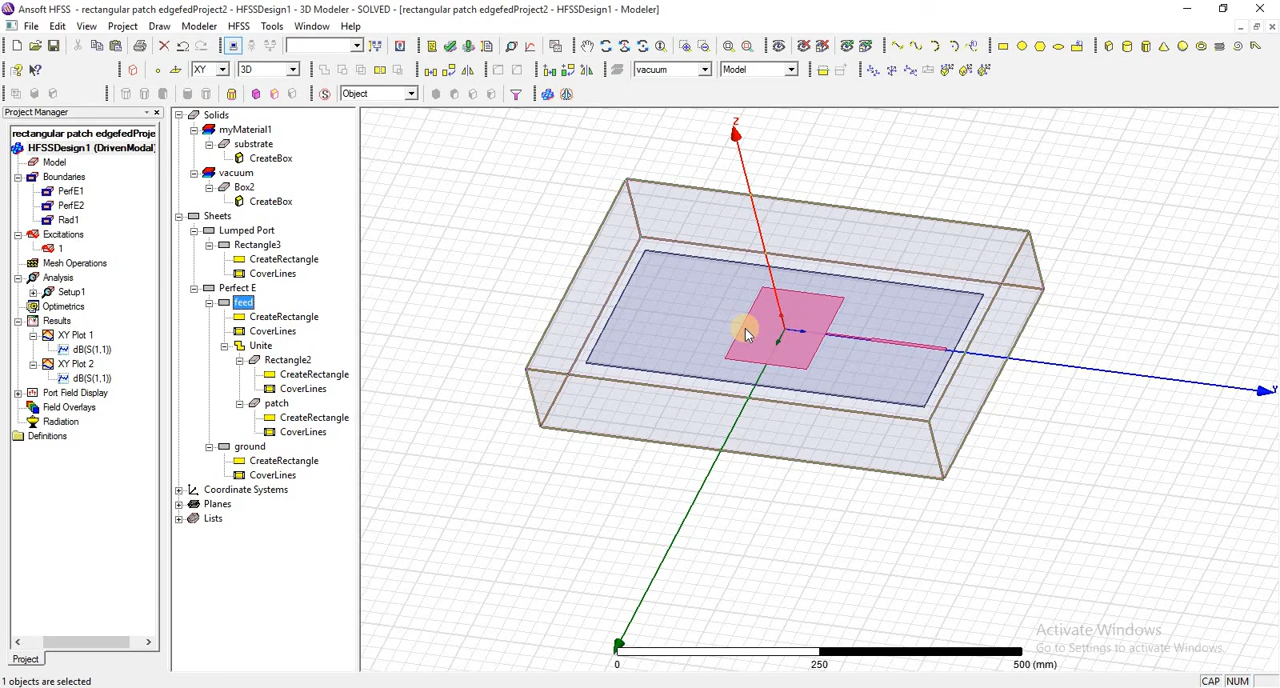 Ansoft HFSS - rectangular patch edgefedProject2 - HFSSDesign1 - 3D Modeler - SOLVED - [rectangular patch edgefedProject2 - HFSSDesign1 - Modeler]
File Edit View Project Draw Modeler HFSS Tools Window Help
XY 3D vacuum Model
Object
Project Manager
rectangular patch edgefedProje
HFSSDesign1 (DrivenModal)
Model
Boundaries
PerfE1
PerfE2
Rad1
Excitations
1
Mesh Operations
Analysis
Setup1
Optimetrics
Results
XY Plot 1
dB(S(1,1))
XY Plot 2
dB(S(1,1))
Port Field Display
Field Overlays
Radiation
Definitions
Project
Solids
myMaterial1
substrate
CreateBox
vacuum
Box2
CreateBox
Sheets
Lumped Port
Rectangle3
CreateRectangle
CoverLines
Perfect E
feed
CreateRectangle
CoverLines
Unite
Rectangle2
CreateRectangle
CoverLines
patch
CreateRectangle
CoverLines
ground
CreateRectangle
CoverLines
Coordinate Systems
Planes
Lists
Z
Y
0 250 500 (mm)
Activate Windows
Go to Settings to activate Windows.
1 objects are selected
CAP NUM